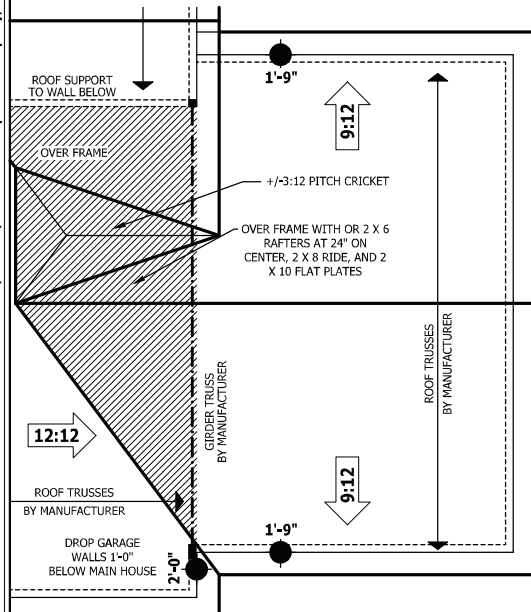 ROOF SUPPORT
TO WALL BELOW
1'-9"
9:12
OVER FRAME
+/-3:12 PITCH CRICKET
OVER FRAME WITH OR 2 X 6
RAFTERS AT 24" ON
CENTER, 2 X 8 RIDE, AND 2
X 10 FLAT PLATES
ROOF TRUSSES
BY MANUFACTURER
GIRDER TRUSS
BY MANUFACTURER
12:12
9:12
ROOF TRUSSES
BY MANUFACTURER
DROP GARAGE
WALLS 1'-0"
BELOW MAIN HOUSE
2'-0"
1'-9"